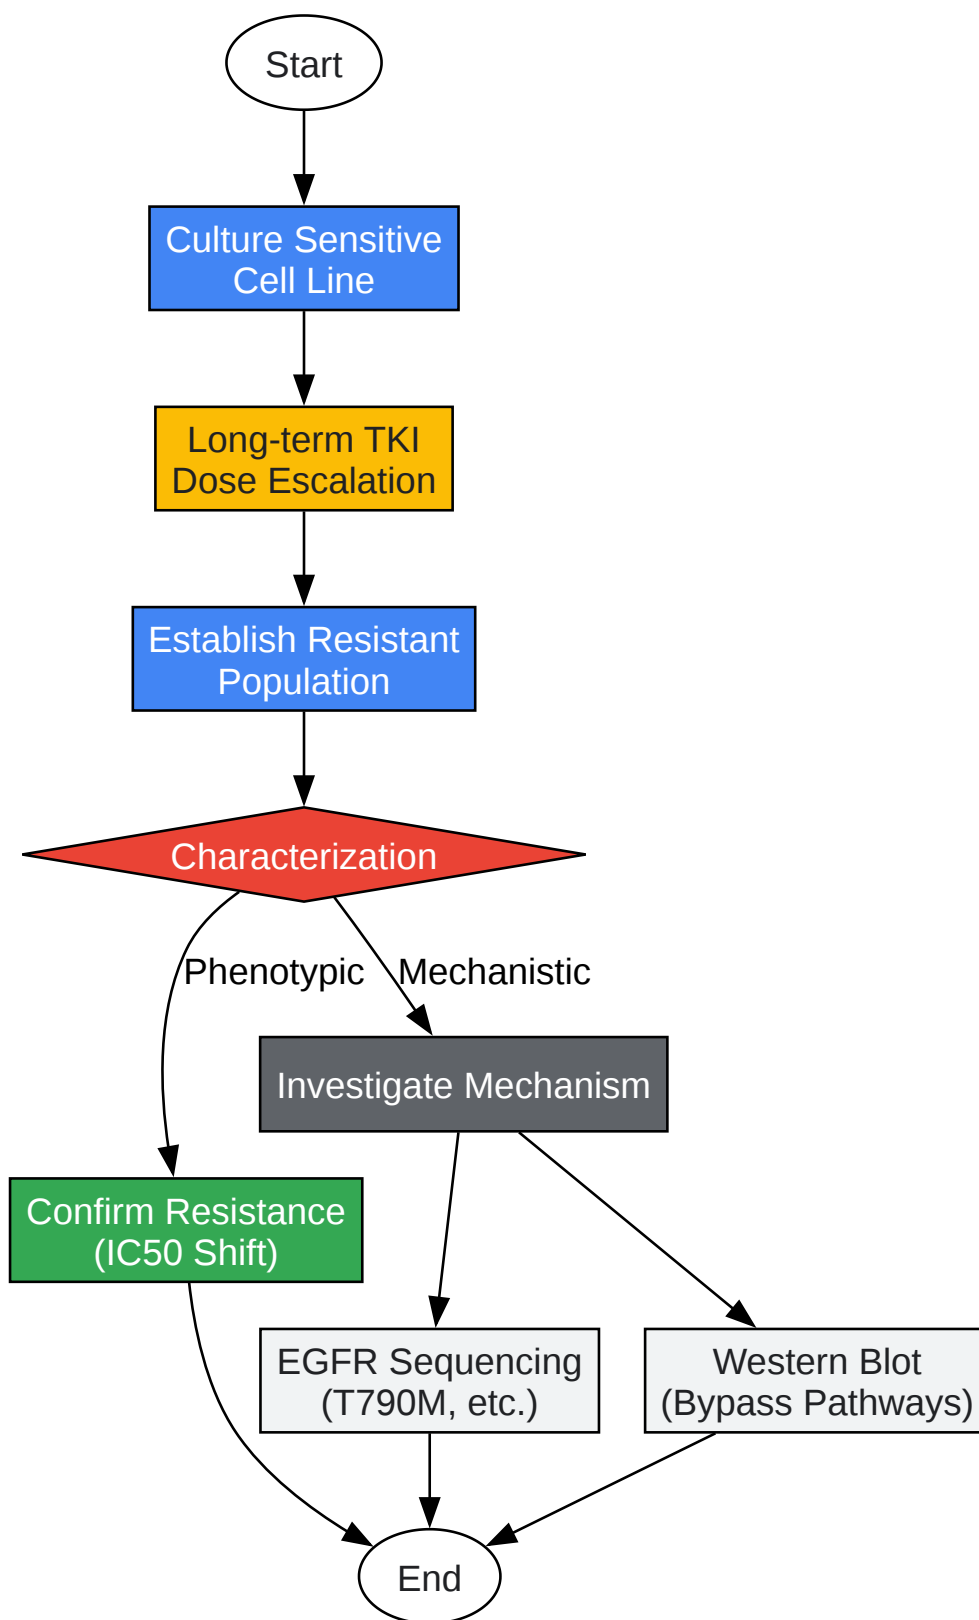 Start
Culture Sensitive
Cell Line
Long-term TKI
Dose Escalation
Establish Resistant
Population
Characterization
Phenotypic
Mechanistic
Investigate Mechanism
Confirm Resistance
(IC50 Shift)
EGFR Sequencing
(T790M, etc.)
Western Blot
(Bypass Pathways)
End